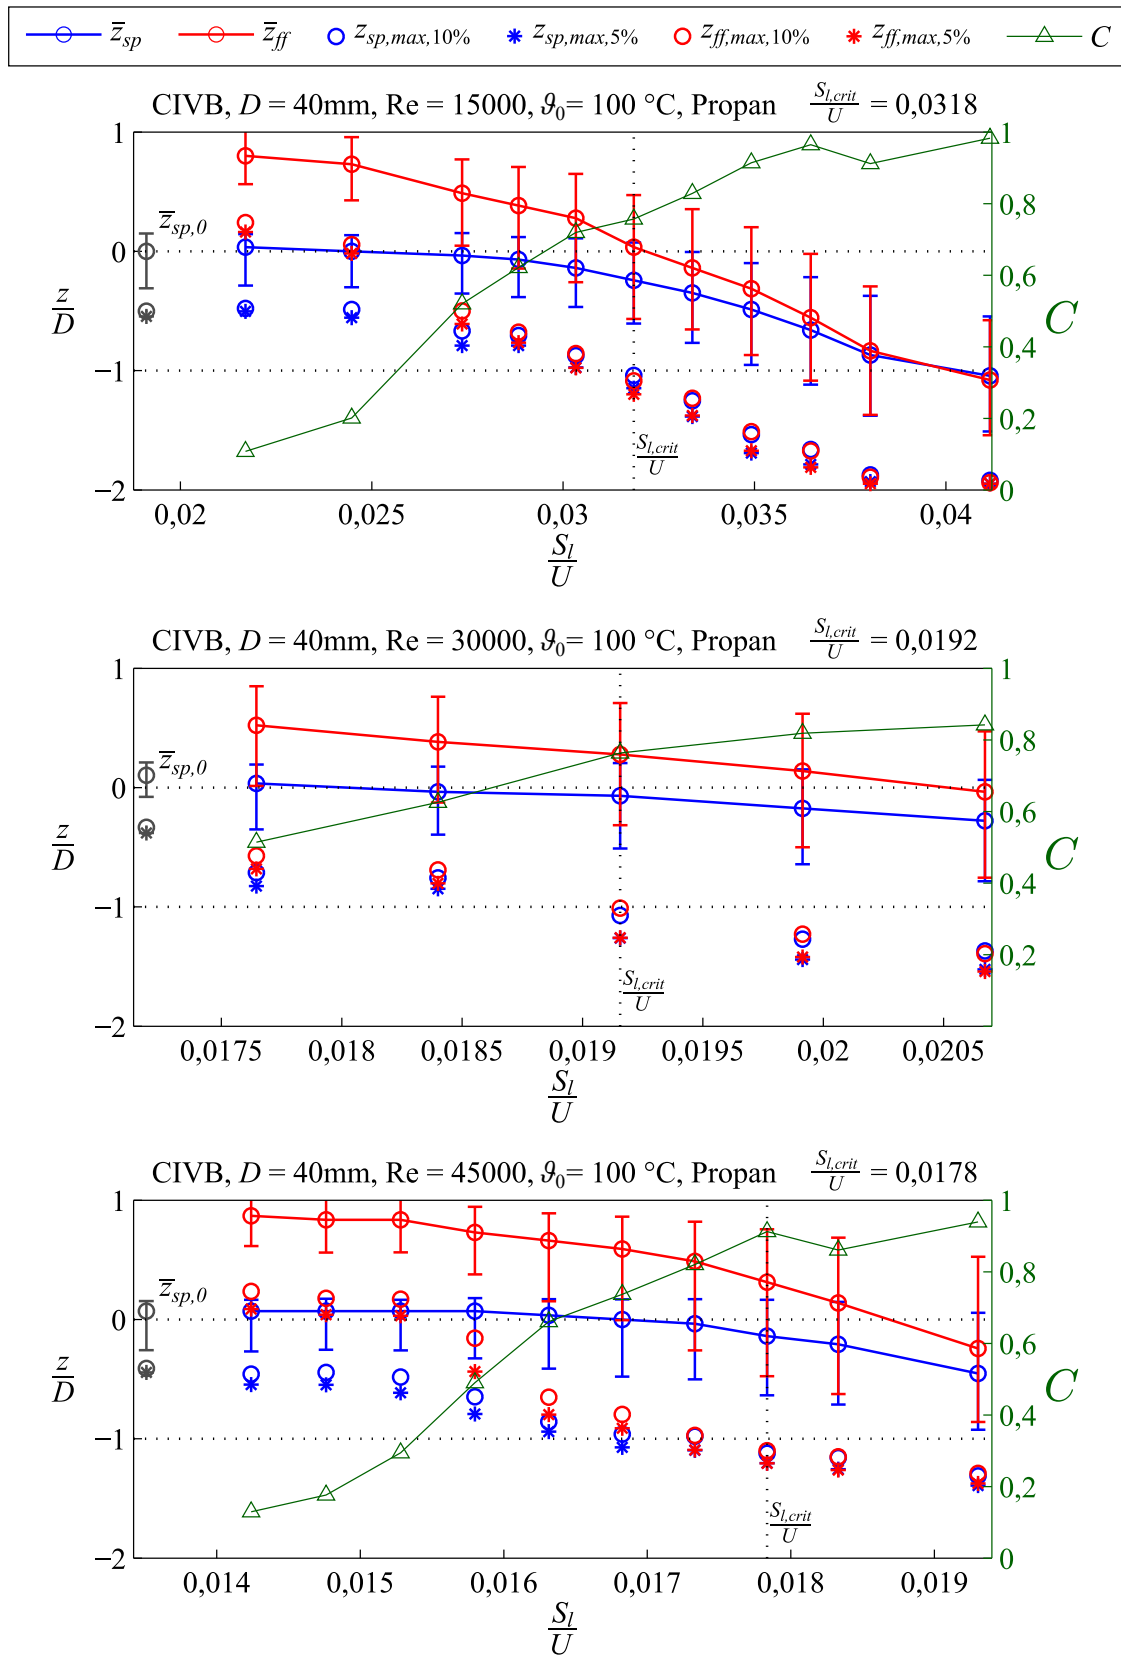 z̅sp z̅ff zsp,max,10% zsp,max,5% zff,max,10% zff,max,5% C
CIVB, D = 40mm, Re = 15000, ϑ0= 100 °C, Propan Sl,crit/U = 0,0318
1 0 −1 −2
z/D
z̅sp,0
Sl,crit/U
1 0,8 0,6 0,4 0,2 0
C
0,02 0,025 0,03 0,035 0,04
Sl/U
CIVB, D = 40mm, Re = 30000, ϑ0= 100 °C, Propan Sl,crit/U = 0,0192
1 0 −1 −2
z/D
z̅sp,0
Sl,crit/U
1 0,8 0,6 0,4 0,2 0
C
0,0175 0,018 0,0185 0,019 0,0195 0,02 0,0205
Sl/U
CIVB, D = 40mm, Re = 45000, ϑ0= 100 °C, Propan Sl,crit/U = 0,0178
1 0 −1 −2
z/D
z̅sp,0
Sl,crit/U
1 0,8 0,6 0,4 0,2 0
C
0,014 0,015 0,016 0,017 0,018 0,019
Sl/U